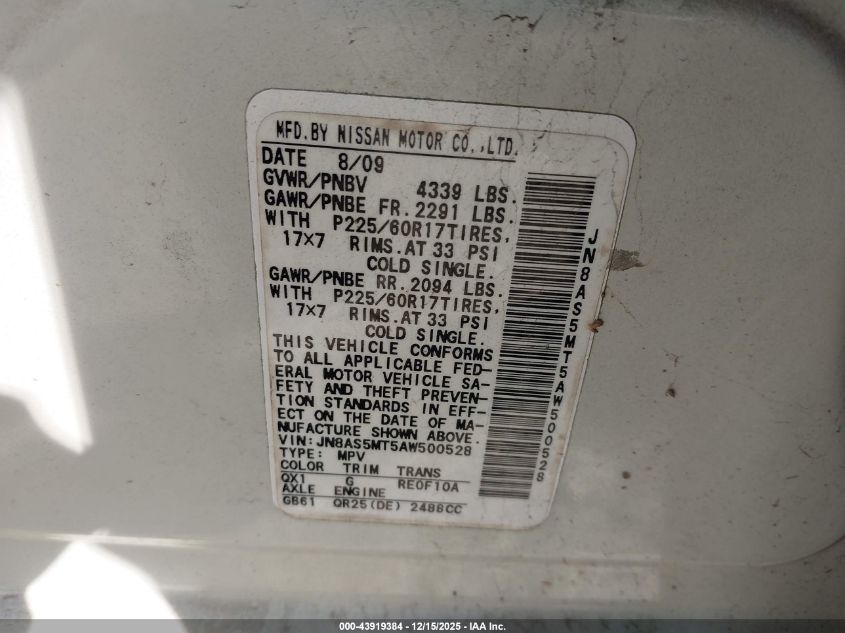 MFD.BY NISSAN MOTOR CO.,LTD.
DATE 8/09
GVWR/PNBV 4339 LBS.
GAWR/PNBE FR.2291 LBS.
WITH P225/60R17TIRES,
17×7 RIMS.AT 33 PSI
COLD SINGLE.
GAWR/PNBE RR.2094 LBS.
WITH P225/60R17TIRES,
17×7 RIMS.AT 33 PSI
COLD SINGLE.
THIS VEHICLE CONFORMS
TO ALL APPLICABLE FED-
ERAL MOTOR VEHICLE SA-
FETY AND THEFT PREVEN-
TION STANDARDS IN EFF-
ECT ON THE DATE OF MA-
NUFACTURE SHOWN ABOVE.
VIN:JN8AS5MT5AW500528
TYPE: MPV
COLOR TRIM TRANS
QX1 G RE0F10A
AXLE ENGINE
GB61 QR25(DE) 2488CC
JN8AS5MT5AW500528
000-43919384 - 12/15/2025 - IAA Inc.